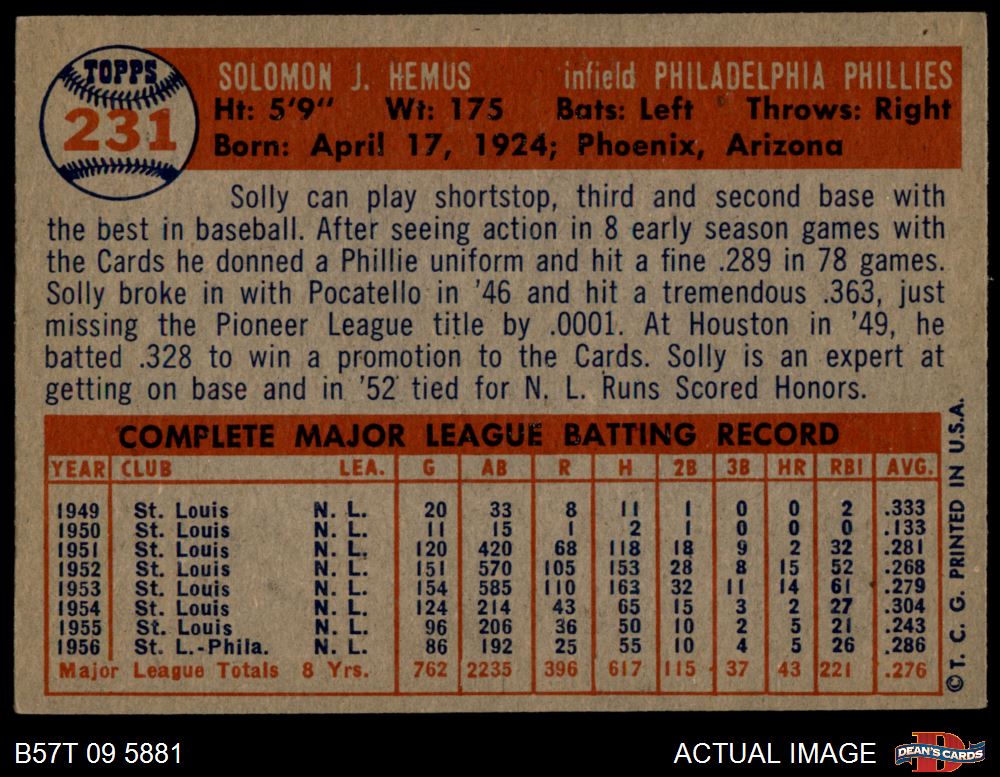 TOPPS
231
SOLOMON J. HEMUS infield PHILADELPHIA PHILLIES
Ht: 5'9" Wt: 175 Bats: Left Throws: Right
Born: April 17, 1924; Phoenix, Arizona
Solly can play shortstop, third and second base with
the best in baseball. After seeing action in 8 early season games with
the Cards he donned a Phillie uniform and hit a fine .289 in 78 games.
Solly broke in with Pocatello in '46 and hit a tremendous .363, just
missing the Pioneer League title by .0001. At Houston in '49, he
batted .328 to win a promotion to the Cards. Solly is an expert at
getting on base and in '52 tied for N. L. Runs Scored Honors.
COMPLETE MAJOR LEAGUE BATTING RECORD
YEAR CLUB LEA. G AB R H 2B 3B HR RBI AVG.
1949 St. Louis N. L. 20 33 8 11 1 0 0 2 .333
1950 St. Louis N. L. 11 15 1 2 1 0 0 0 .133
1951 St. Louis N. L. 120 420 68 118 18 9 2 32 .281
1952 St. Louis N. L. 151 570 105 153 28 8 15 52 .268
1953 St. Louis N. L. 154 585 110 163 32 11 14 61 .279
1954 St. Louis N. L. 124 214 43 65 15 3 2 27 .304
1955 St. Louis N. L. 96 206 36 50 10 2 5 21 .243
1956 St. L.-Phila. N. L. 86 192 25 55 10 4 5 26 .286
Major League Totals 8 Yrs. 762 2235 396 617 115 37 43 221 .276
© T. C. G. PRINTED IN U.S.A.
B57T 09 5881 ACTUAL IMAGE
DEAN'S CARDS